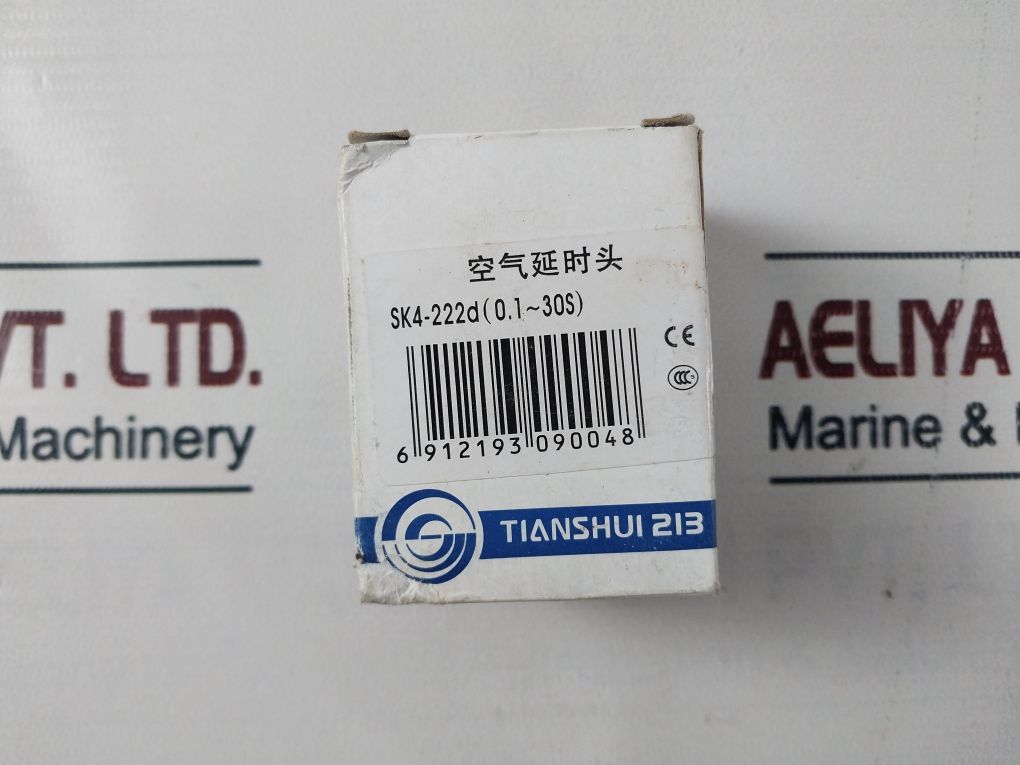 空气延时头
SK4-222d(0.1~30S)
CE
CCC
6 912193 090048
TIANSHUI 213
VT. LTD.
Machinery
AELIYA
Marine &